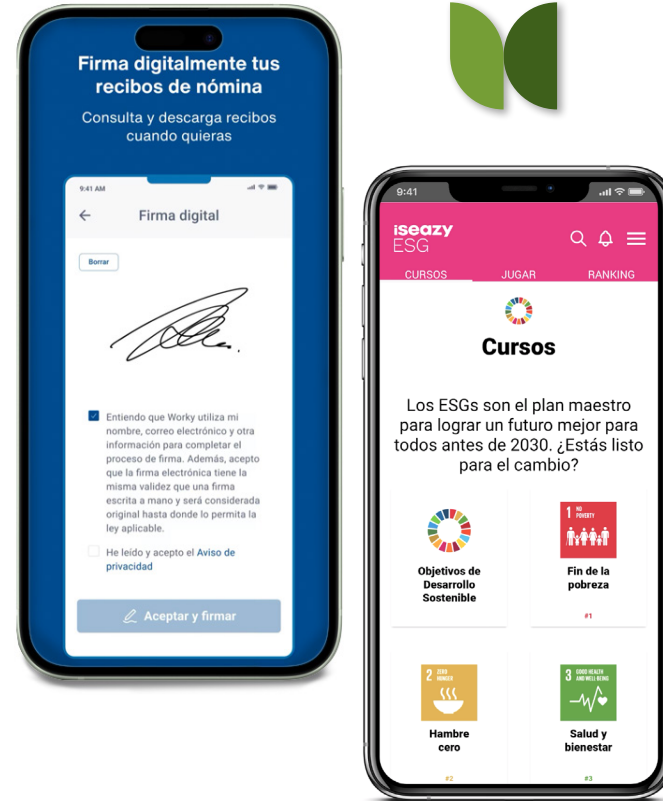 Firma digitalmente tus
recibos de nómina
Consulta y descarga recibos
cuando quieras
9:41 AM
Firma digital
Borrar
Entiendo que Worky utiliza mi
nombre, correo electrónico y otra
información para completar el
proceso de firma. Además, acepto
que la firma electrónica tiene la
misma validez que una firma
escrita a mano y será considerada
original hasta donde lo permita la
ley aplicable.
He leído y acepto el Aviso de
privacidad
Aceptar y firmar
9:41
iseazy
ESG
CURSOS JUGAR RANKING
Cursos
Los ESGs son el plan maestro
para lograr un futuro mejor para
todos antes de 2030. ¿Estás listo
para el cambio?
Objetivos de
Desarrollo
Sostenible
1 NO
POVERTY
Fin de la
pobreza
#1
2 ZERO
HUNGER
Hambre
cero
#2
3 GOOD HEALTH
AND WELL-BEING
Salud y
bienestar
#3